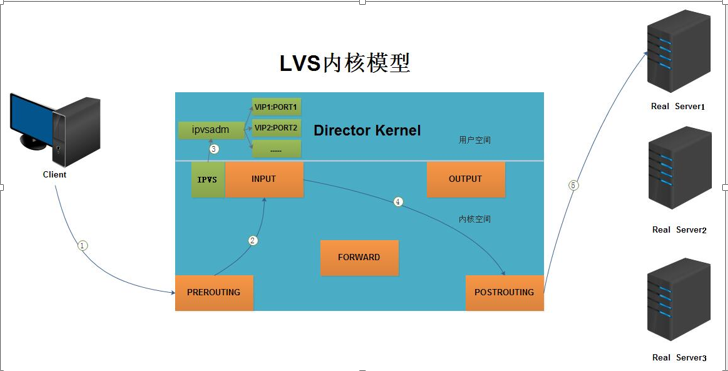 LVS内核模型
VIP1:PORT1
ipvsadm
VIP2:PORT2
Director Kernel
用户空间
.....
③
IPVS
INPUT
OUTPUT
④
内核空间
②
FORWARD
PREROUTING
POSTROUTING
Client
①
⑤
Real Server1
Real Server2
Real Server3